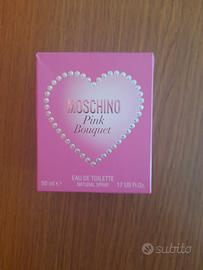 MOSCHINO
Pink
Bouquet
EAU DE TOILETTE
NATURAL SPRAY
50 ml ℮
1.7 US Fl.Oz.
subito